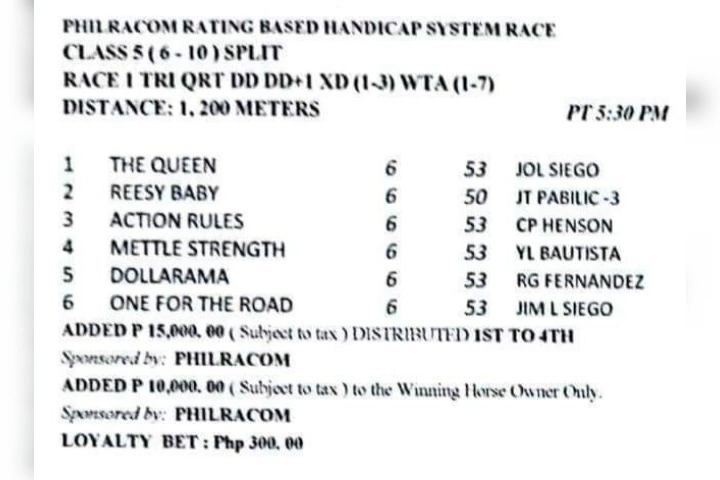 PHILRACOM RATING BASED HANDICAP SYSTEM RACE
CLASS 5 ( 6 - 10 ) SPLIT
RACE 1 TRI QRT DD DD+1 XD (1-3) WTA (1-7)
DISTANCE: 1, 200 METERS PT 5:30 PM
1 THE QUEEN 6 53 JOL SIEGO
2 REESY BABY 6 50 JT PABILIC -3
3 ACTION RULES 6 53 CP HENSON
4 METTLE STRENGTH 6 53 YL BAUTISTA
5 DOLLARAMA 6 53 RG FERNANDEZ
6 ONE FOR THE ROAD 6 53 JIM L SIEGO
ADDED P 15,000. 00 ( Subject to tax ) DISTRIBUTED 1ST TO 4TH
Sponsored by: PHILRACOM
ADDED P 10,000. 00 ( Subject to tax ) to the Winning Horse Owner Only.
Sponsored by: PHILRACOM
LOYALTY BET : Php 300. 00